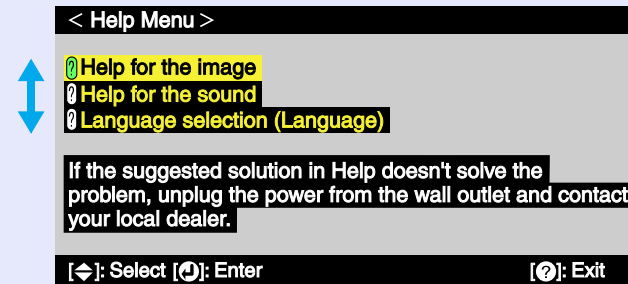 < Help Menu >
? Help for the image
? Help for the sound
? Language selection (Language)
If the suggested solution in Help doesn't solve the
problem, unplug the power from the wall outlet and contact
your local dealer.
[◆]: Select [⏎]: Enter [?]: Exit